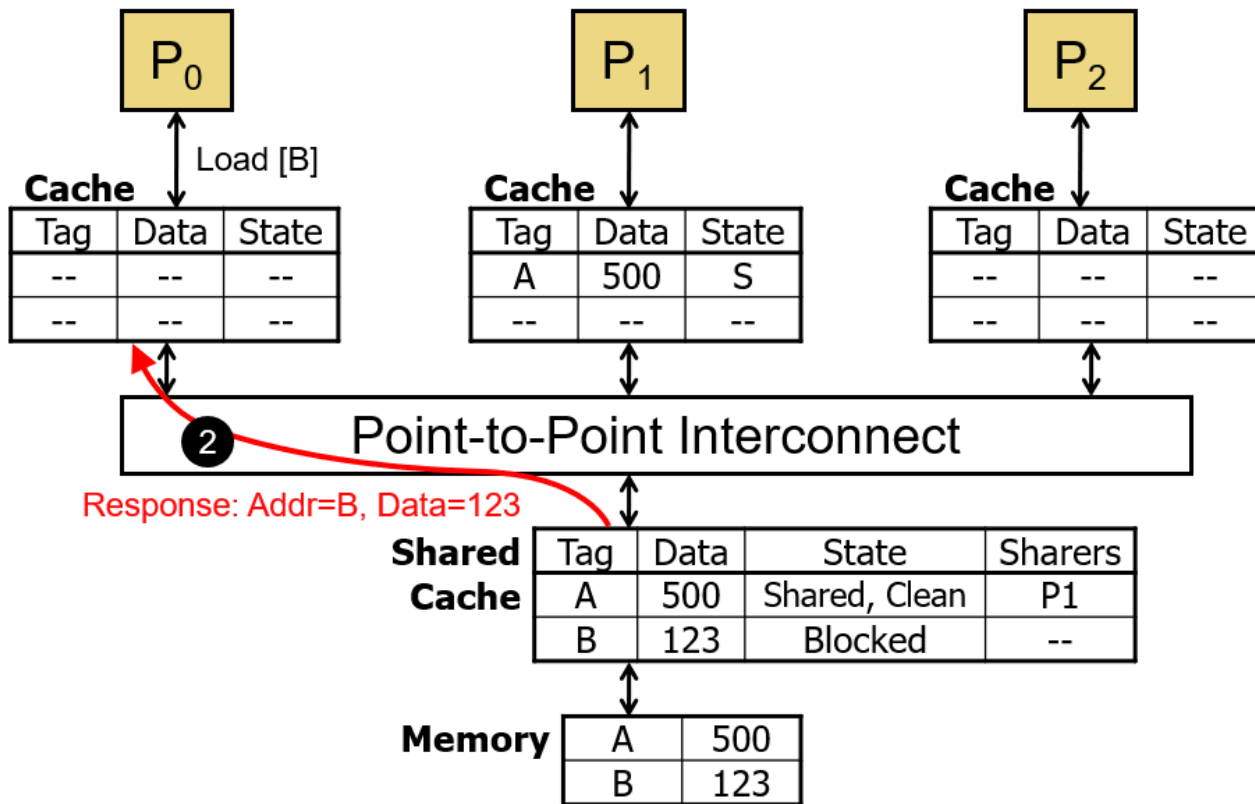 P0 P1 P2
Load [B]
Cache Cache Cache
Tag Data State Tag Data State Tag Data State
-- -- -- A 500 S -- -- --
-- -- -- -- -- -- -- -- --
2 Point-to-Point Interconnect
Response: Addr=B, Data=123
Shared Tag Data State Sharers
Cache A 500 Shared, Clean P1
B 123 Blocked --
Memory A 500
B 123